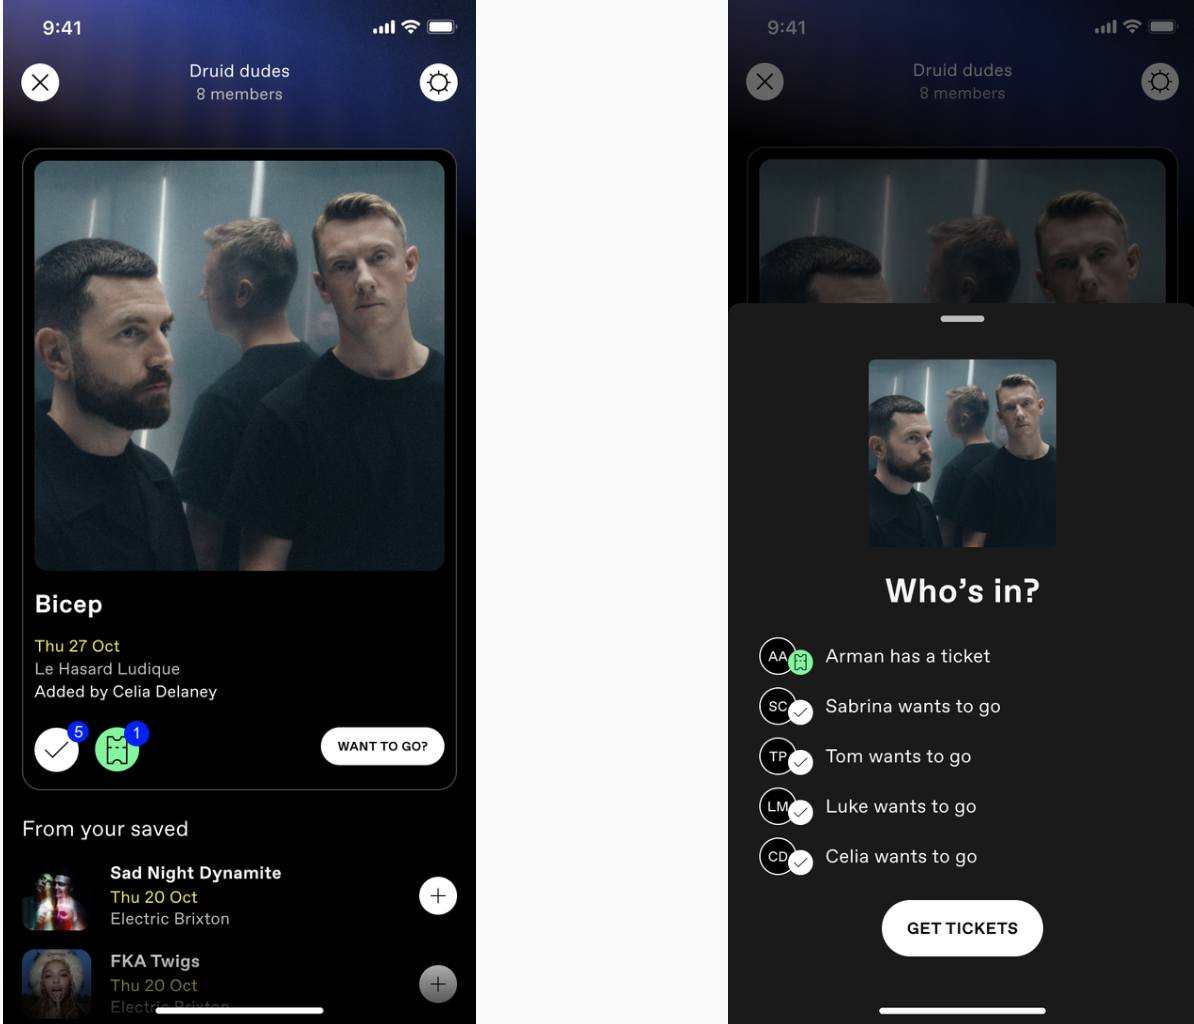 9:41
Druid dudes
8 members
Bicep
Thu 27 Oct
Le Hasard Ludique
Added by Celia Delaney
5
1
WANT TO GO?
From your saved
Sad Night Dynamite
Thu 20 Oct
Electric Brixton
FKA Twigs
Thu 20 Oct
Electric Brixton
9:41
Druid dudes
8 members
Who's in?
AA Arman has a ticket
SC Sabrina wants to go
TP Tom wants to go
LM Luke wants to go
CD Celia wants to go
GET TICKETS